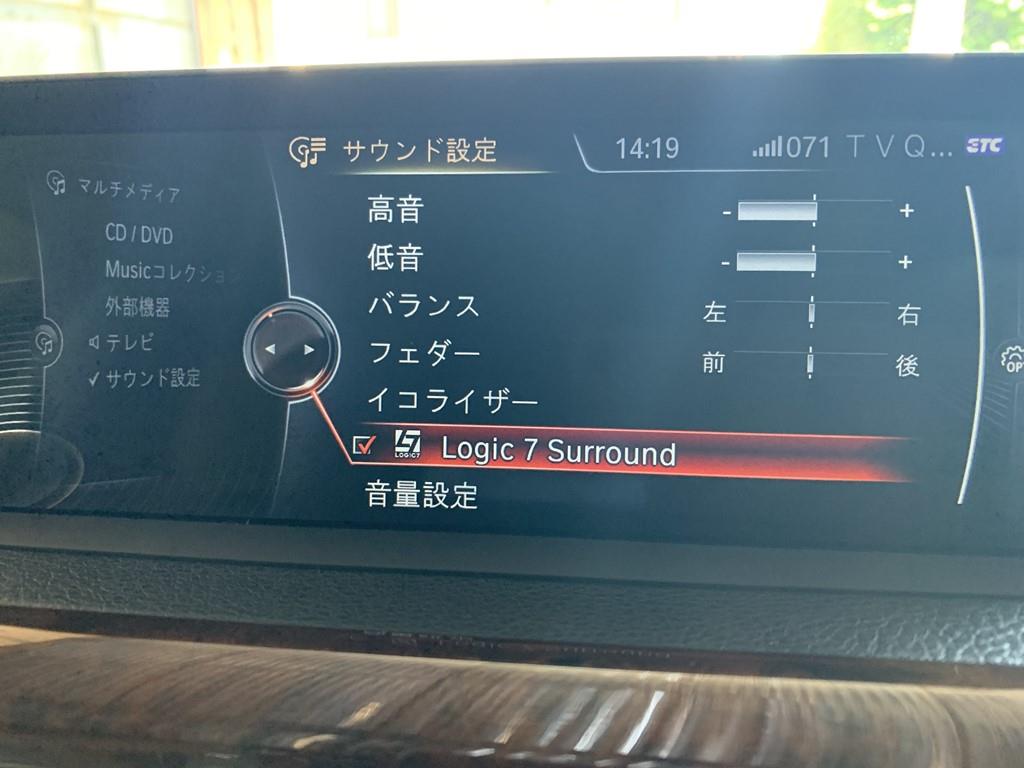 サウンド設定
14:19
071 TVQ...
ETC
マルチメディア
CD / DVD
Musicコレクショ
外部機器
テレビ
✓サウンド設定
高音 - +
低音 - +
バランス 左 右
フェダー 前 後
イコライザー
LOGIC7 Logic 7 Surround
音量設定
OP